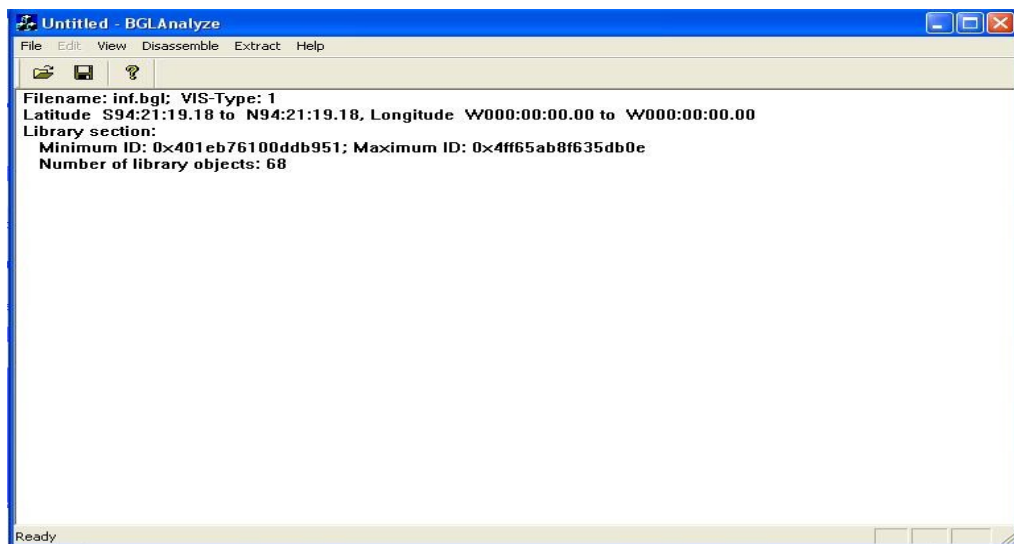 Untitled - BGLAnalyze
File Edit View Disassemble Extract Help
Filename: inf.bgl; VIS-Type: 1
Latitude S94:21:19.18 to N94:21:19.18, Longitude W000:00:00.00 to W000:00:00.00
Library section:
Minimum ID: 0x401eb76100ddb951; Maximum ID: 0x4ff65ab8f635db0e
Number of library objects: 68
Ready